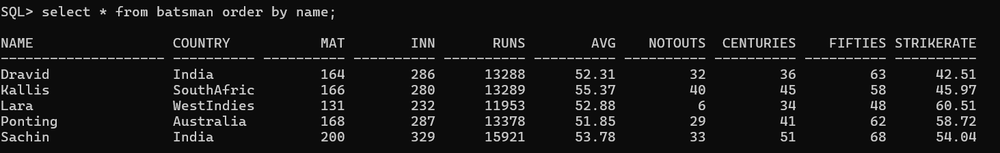 SQL> select * from batsman order by name;
NAME                 COUNTRY           MAT        INN       RUNS        AVG    NOTOUTS  CENTURIES    FIFTIES STRIKERATE
-------------------- ---------- ---------- ---------- ---------- ---------- ---------- ---------- ---------- ----------
Dravid               India             164        286      13288      52.31         32         36         63      42.51
Kallis               SouthAfric        166        280      13289      55.37         40         45         58      45.97
Lara                 WestIndies        131        232      11953      52.88          6         34         48      60.51
Ponting              Australia         168        287      13378      51.85         29         41         62      58.72
Sachin               India             200        329      15921      53.78         33         51         68      54.04